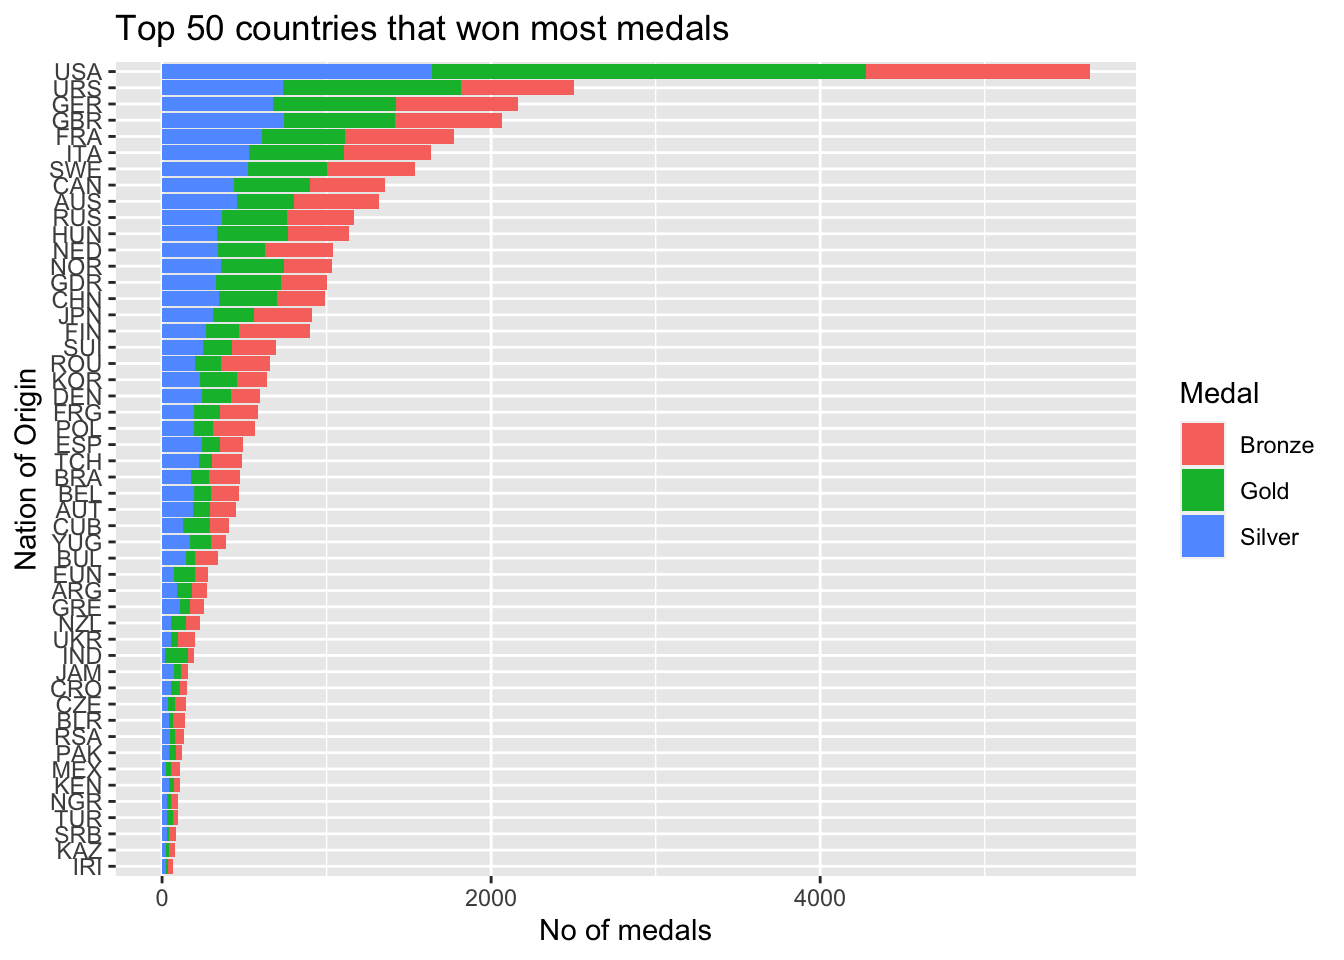 Top 50 countries that won most medals
USA
URS
GER
GBR
FRA
ITA
SWE
CAN
AUS
RUS
HUN
NED
NOR
GDR
CHN
JPN
FIN
SUI
ROU
KOR
DEN
FRG
POL
ESP
TCH
BRA
BEL
AUT
CUB
YUG
BUL
EUN
ARG
GRE
NZL
UKR
IND
JAM
CRO
CZE
BLR
RSA
PAK
MEX
KEN
NGR
TUR
SRB
KAZ
IRI
Nation of Origin
0 2000 4000
No of medals
Medal
Bronze
Gold
Silver